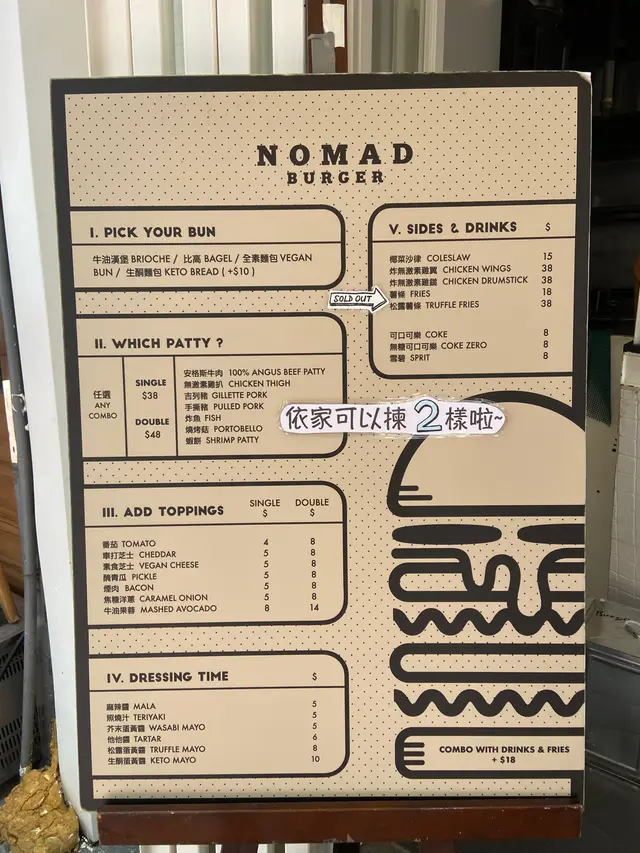 NOMAD
BURGER
I. PICK YOUR BUN
牛油漢堡 BRIOCHE / 比高 BAGEL / 全素麵包 VEGAN
BUN / 生酮麵包 KETO BREAD ( +$10 )
II. WHICH PATTY ?
任選
ANY
COMBO
SINGLE
$38
DOUBLE
$48
安格斯牛肉 100% ANGUS BEEF PATTY
無激素雞扒 CHICKEN THIGH
吉列豬 GILLETTE PORK
手撕豬 PULLED PORK
炸魚 FISH
燒烤菇 PORTOBELLO
蝦餅 SHRIMP PATTY
III. ADD TOPPINGS SINGLE $ DOUBLE $
番茄 TOMATO 4 8
車打芝士 CHEDDAR 5 8
素食芝士 VEGAN CHEESE 5 8
醃青瓜 PICKLE 5 8
煙肉 BACON 5 8
焦糖洋蔥 CARAMEL ONION 5 8
牛油果蓉 MASHED AVOCADO 8 14
IV. DRESSING TIME $
麻辣醬 MALA 5
照燒汁 TERIYAKI 5
芥末蛋黃醬 WASABI MAYO 5
他他醬 TARTAR 6
松露蛋黃醬 TRUFFLE MAYO 8
生酮蛋黃醬 KETO MAYO 10
V. SIDES & DRINKS $
椰菜沙律 COLESLAW 15
炸無激素雞翼 CHICKEN WINGS 38
炸無激素雞鎚 CHICKEN DRUMSTICK 38
薯條 FRIES 18
SOLD OUT
松露薯條 TRUFFLE FRIES 38
可口可樂 COKE 8
無糖可口可樂 COKE ZERO 8
雪碧 SPRIT 8
依家可以揀 2 樣啦~
COMBO WITH DRINKS & FRIES
+ $18